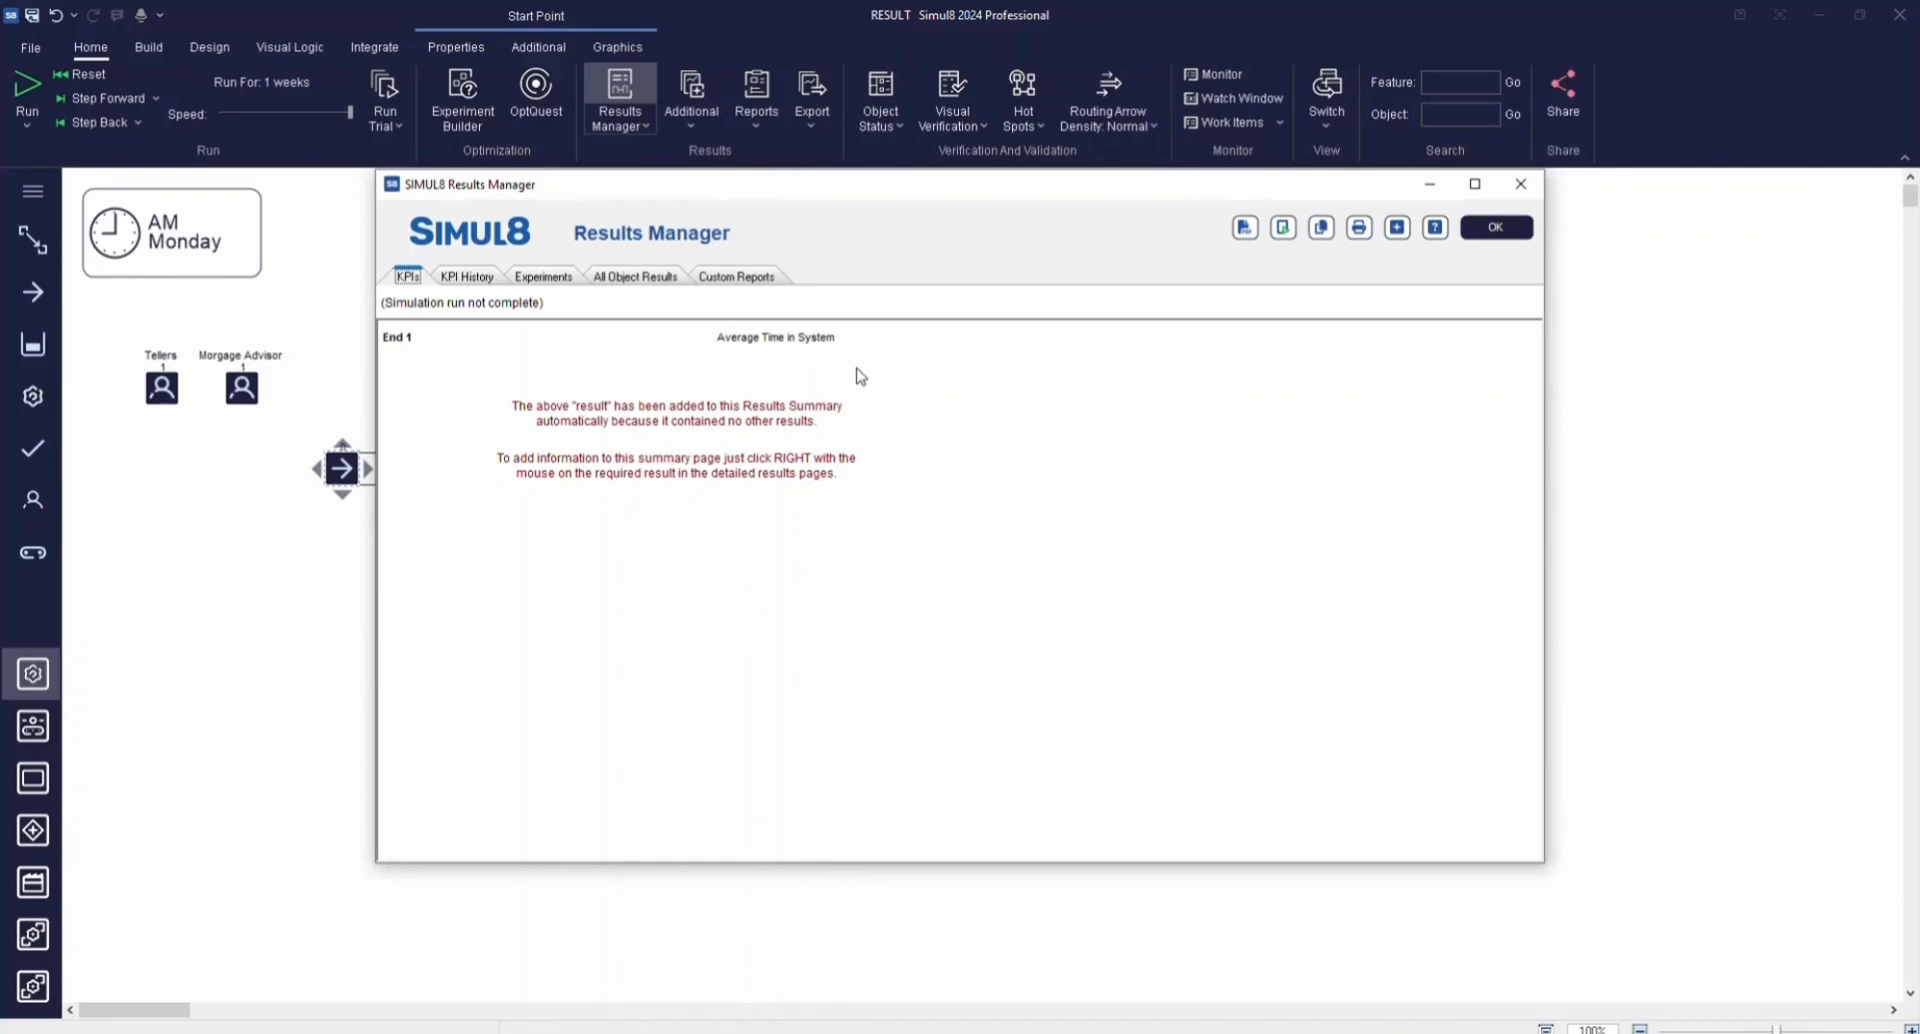 Start Point
RESULT Simul8 2024 Professional
File
Home
Build
Design
Visual Logic
Integrate
Properties
Additional
Graphics
Run
Reset
Step Forward
Step Back
Run For: 1 weeks
Speed:
Run
Trial
Experiment
Builder
OptQuest
Results
Manager
Additional
Reports
Export
Object
Status
Visual
Verification
Hot
Spots
Routing Arrow
Density: Normal
Monitor
Watch Window
Work Items
Switch
Feature:
Go
Object:
Go
Share
Run
Optimization
Results
Verification And Validation
Monitor
View
Search
Share
AM
Monday
Tellers
1
Morgage Advisor
1
S8 SIMUL8 Results Manager
SIMUL8
Results Manager
OK
KPIs
KPI History
Experiments
All Object Results
Custom Reports
(Simulation run not complete)
End 1
Average Time in System
The above "result" has been added to this Results Summary
automatically because it contained no other results.
To add information to this summary page just click RIGHT with the
mouse on the required result in the detailed results pages.
100%